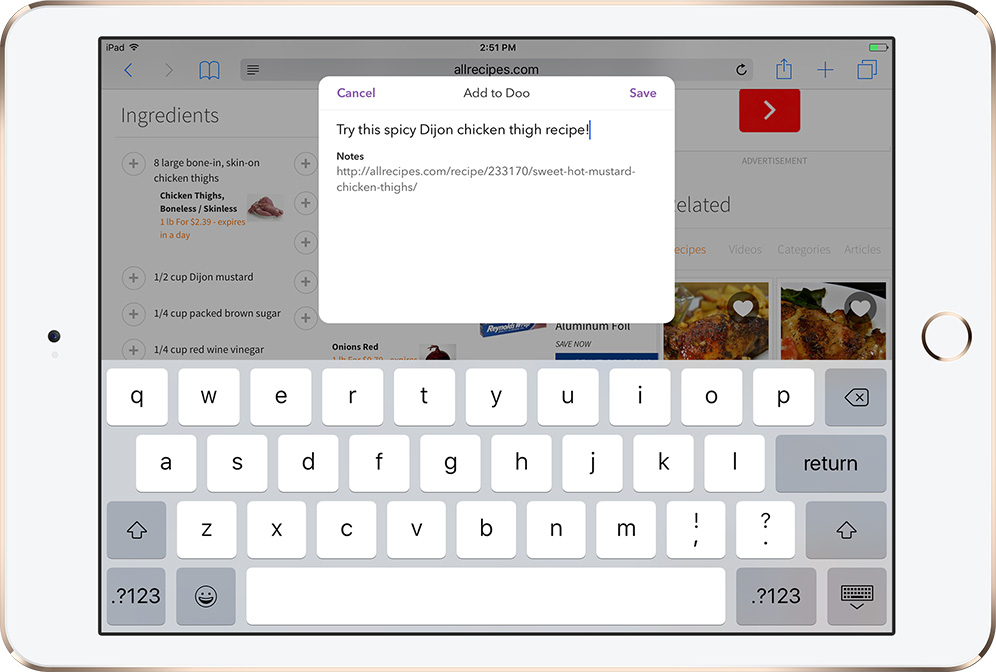 iPad 2:51 PM
allrecipes.com
Cancel Add to Doo Save
Try this spicy Dijon chicken thigh recipe!
Notes
http://allrecipes.com/recipe/233170/sweet-hot-mustard-
chicken-thighs/
Ingredients
8 large bone-in, skin-on
chicken thighs
Chicken Thighs,
Boneless / Skinless
1 lb For $2.39 - expires
in a day
1/2 cup Dijon mustard
1/4 cup packed brown sugar
1/4 cup red wine vinegar
Onions Red
1 lb For $0.79 - expires
Reynolds Wrap
Aluminum Foil
SAVE NOW
ADVERTISEMENT
elated
ecipes Videos Categories Articles
q w e r t y u i o p
a s d f g h j k l return
z x c v b n m ! , ? .
.?123 .?123